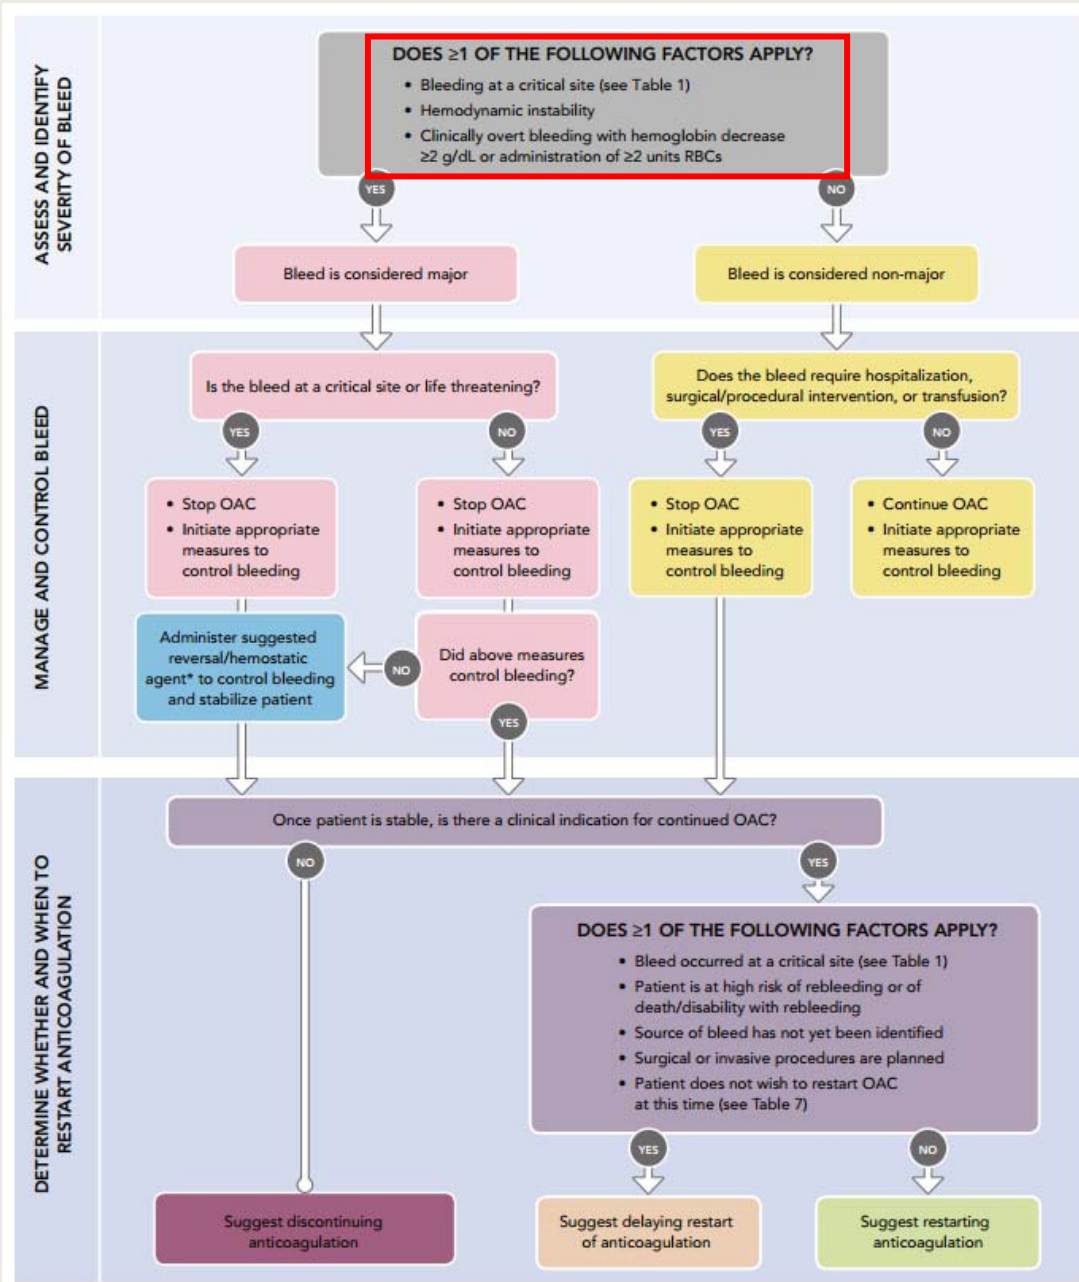 ASSESS AND IDENTIFY
SEVERITY OF BLEED
DOES ≥1 OF THE FOLLOWING FACTORS APPLY?
• Bleeding at a critical site (see Table 1)
• Hemodynamic instability
• Clinically overt bleeding with hemoglobin decrease
≥2 g/dL or administration of ≥2 units RBCs
YES
NO
Bleed is considered major
Bleed is considered non-major
MANAGE AND CONTROL BLEED
Is the bleed at a critical site or life threatening?
Does the bleed require hospitalization,
surgical/procedural intervention, or transfusion?
YES
NO
YES
NO
• Stop OAC
• Initiate appropriate
measures to
control bleeding
• Stop OAC
• Initiate appropriate
measures to
control bleeding
• Stop OAC
• Initiate appropriate
measures to
control bleeding
• Continue OAC
• Initiate appropriate
measures to
control bleeding
Administer suggested
reversal/hemostatic
agent* to control bleeding
and stabilize patient
NO
Did above measures
control bleeding?
YES
DETERMINE WHETHER AND WHEN TO
RESTART ANTICOAGULATION
Once patient is stable, is there a clinical indication for continued OAC?
NO
YES
DOES ≥1 OF THE FOLLOWING FACTORS APPLY?
• Bleed occurred at a critical site (see Table 1)
• Patient is at high risk of rebleeding or of
death/disability with rebleeding
• Source of bleed has not yet been identified
• Surgical or invasive procedures are planned
• Patient does not wish to restart OAC
at this time (see Table 7)
YES
NO
Suggest discontinuing
anticoagulation
Suggest delaying restart
of anticoagulation
Suggest restarting
anticoagulation